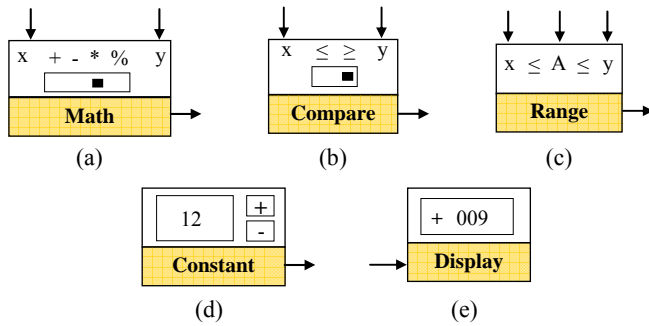 x + - * % y
Math
(a)
x ≤ ≥ y
Compare
(b)
x ≤ A ≤ y
Range
(c)
12 + -
Constant
(d)
+ 009
Display
(e)